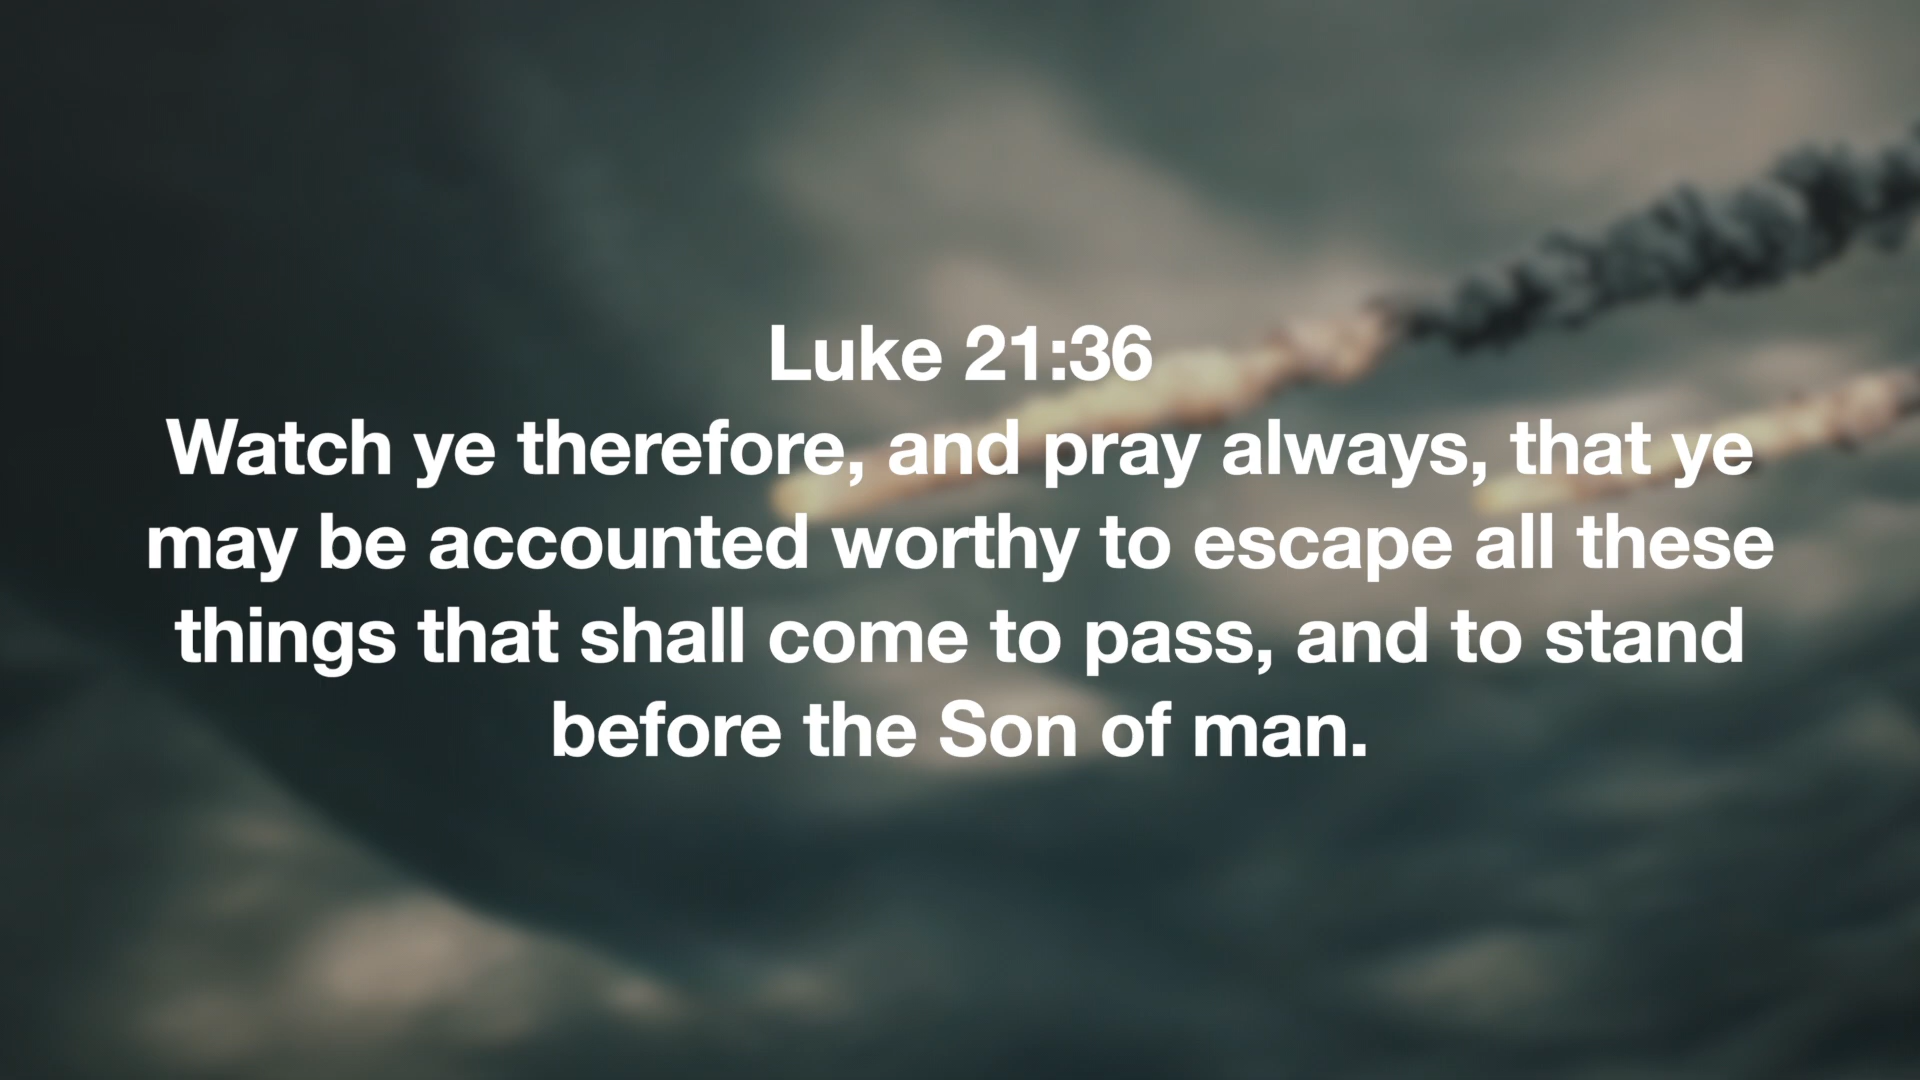 Luke 21:36
Watch ye therefore, and pray always, that ye
may be accounted worthy to escape all these
things that shall come to pass, and to stand
before the Son of man.